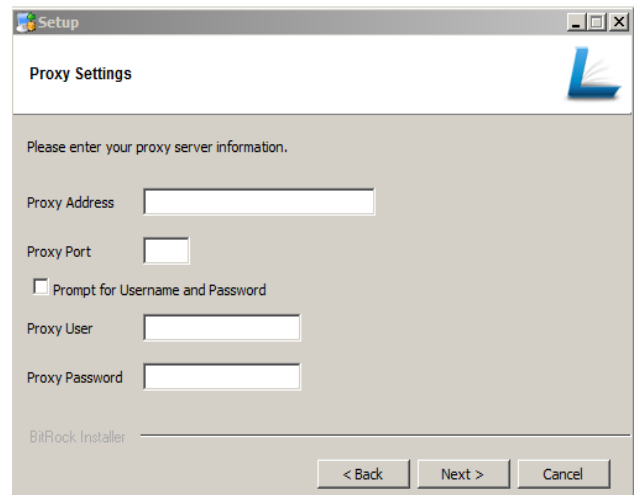 Setup
Proxy Settings
Please enter your proxy server information.
Proxy Address
Proxy Port
Prompt for Username and Password
Proxy User
Proxy Password
BitRock Installer
< Back Next > Cancel